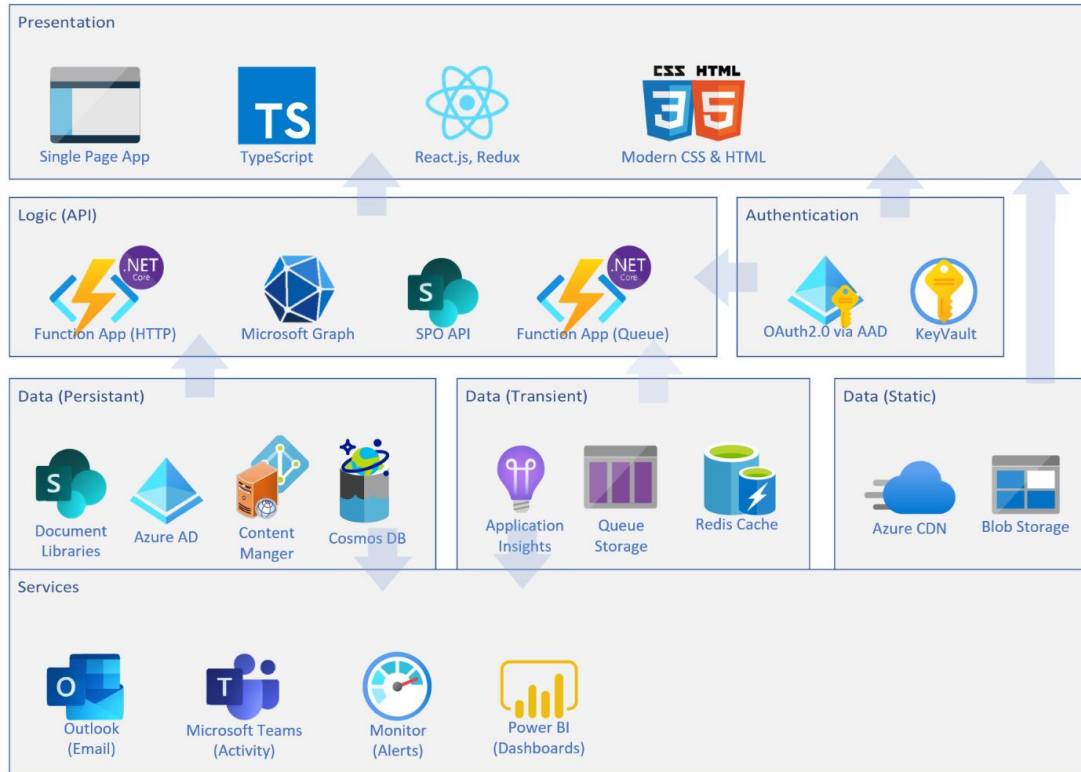 Presentation
CSS HTML
3 5
TS
Single Page App
TypeScript
React.js, Redux
Modern CSS & HTML
Logic (API)
.NET
Core
S
.NET
Core
Function App (HTTP)
Microsoft Graph
SPO API
Function App (Queue)
Authentication
OAuth2.0 via AAD
KeyVault
Data (Persistant)
S
Document
Libraries
Azure AD
Content
Manger
Cosmos DB
Data (Transient)
Application
Insights
Queue
Storage
Redis Cache
Data (Static)
Azure CDN
Blob Storage
Services
O
Outlook
(Email)
T
Microsoft Teams
(Activity)
Monitor
(Alerts)
Power BI
(Dashboards)